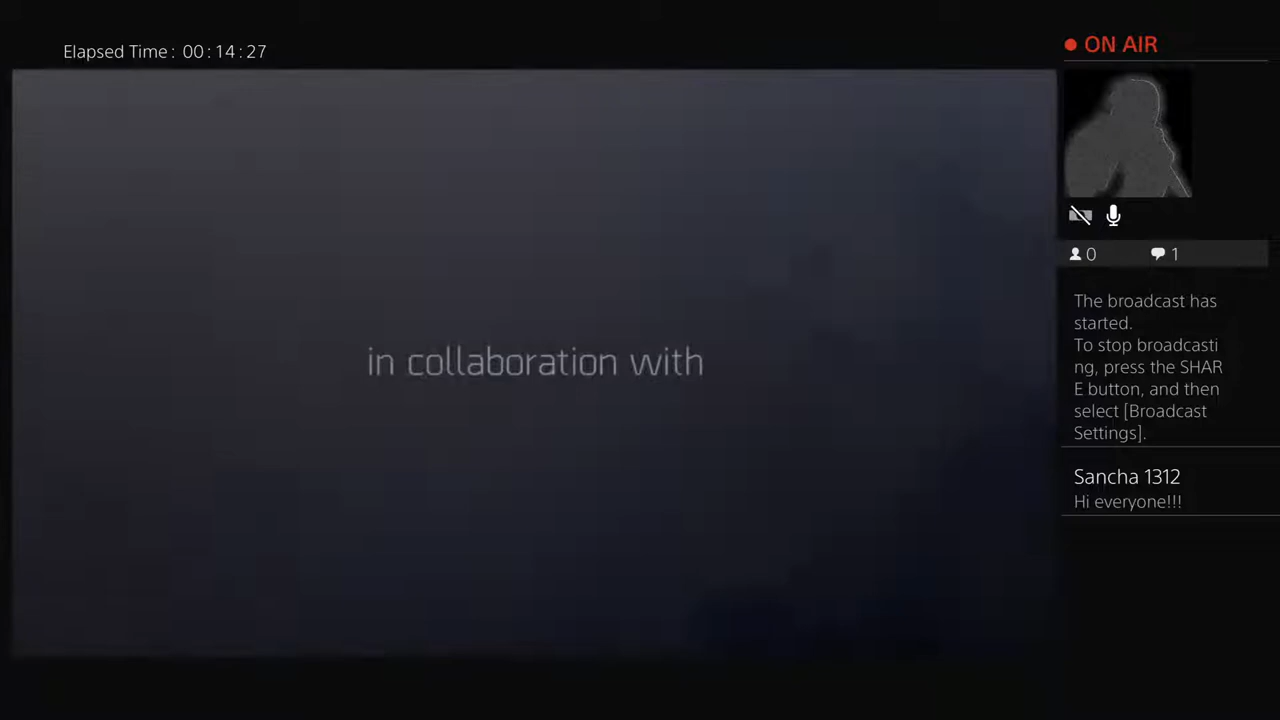 Elapsed Time: 00:14:27
ON AIR
0 1
The broadcast has
started.
To stop broadcasti
ng, press the SHAR
E button, and then
select [Broadcast
Settings].
Sancha 1312
Hi everyone!!!
in collaboration with